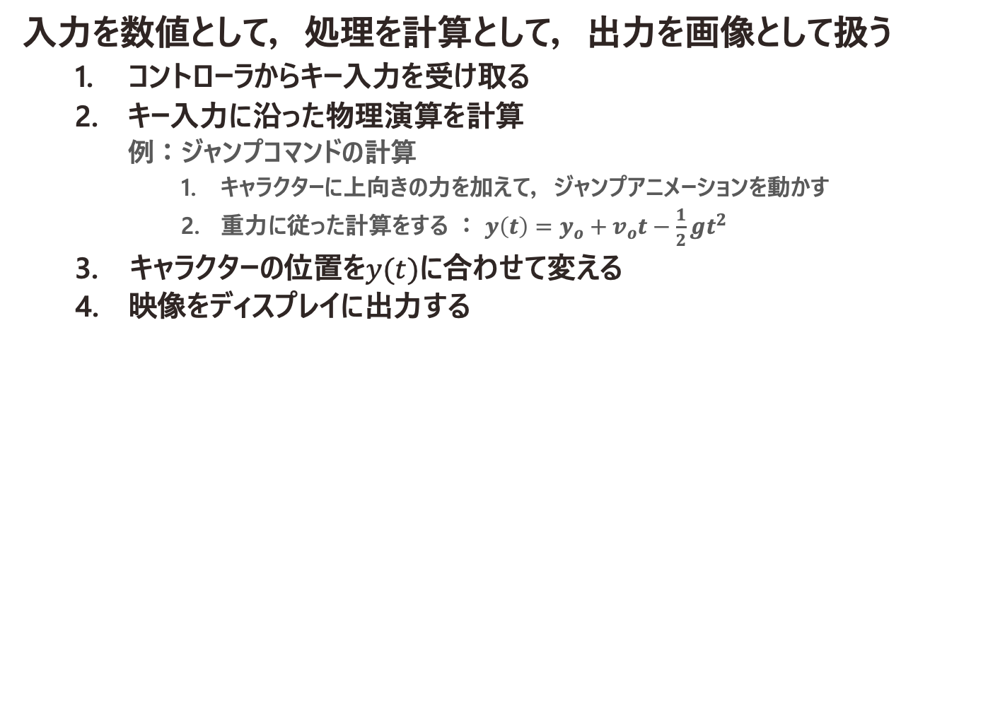 入力を数値として，処理を計算として，出力を画像として扱う
1. コントローラからキー入力を受け取る
2. キー入力に沿った物理演算を計算
例：ジャンプコマンドの計算
1. キャラクターに上向きの力を加えて，ジャンプアニメーションを動かす
2. 重力に従った計算をする ： y(t) = y_o + v_o t − \frac{1}{2} g t^2
3. キャラクターの位置をy(t)に合わせて変える
4. 映像をディスプレイに出力する